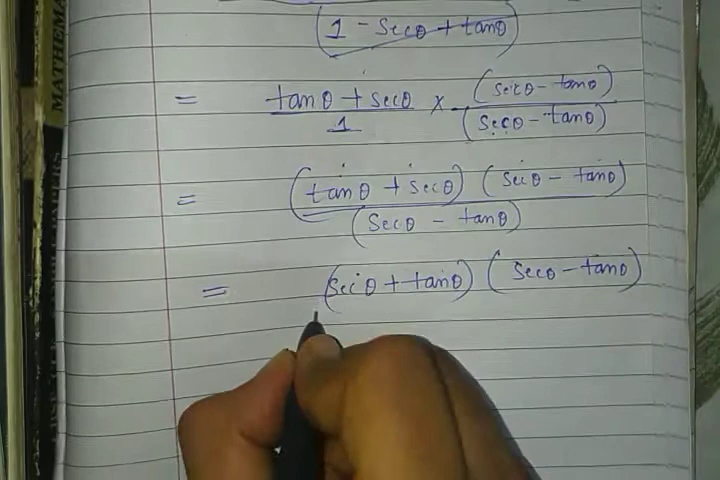 (1 - secθ + tanθ)
= tanθ + secθ / 1 × (secθ - tanθ) / (secθ - tanθ)
= (tanθ + secθ) (secθ - tanθ) / (secθ - tanθ)
= (secθ + tanθ) (secθ - tanθ)
MATHEMA